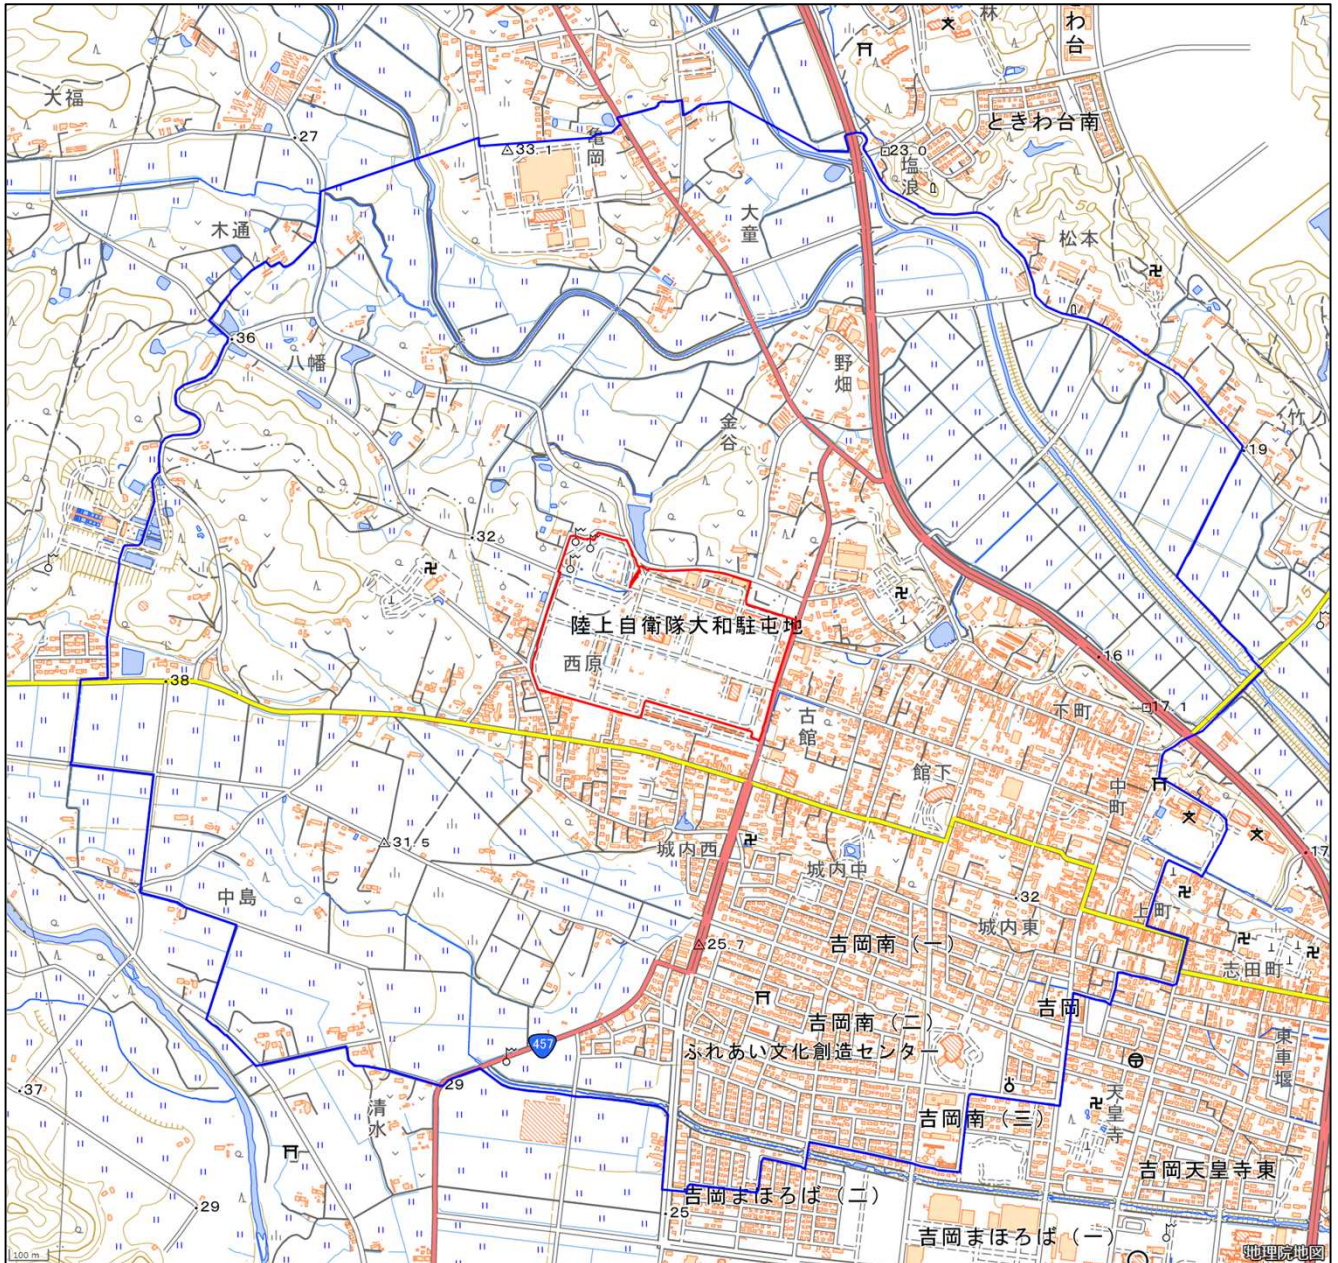 林
わ台
大福
ときわ台南
27
33.1
亀岡
23.0
塩浪
50
木通
大童
松本
36
八幡
野畑
金谷
竹
19
32
陸上自衛隊大和駐屯地
西原
15
16
38
下町
17.1
古館
館下
中町
31.5
城内西
城内中
17
中島
32
城内東
上町
25.7
吉岡南（一）
志田町
吉岡
吉岡南（二）
457
ふれあい文化創造センター
東車堰
37
29
清水
吉岡南（三）
天皇寺
吉岡天皇寺東
吉岡まほろば（二）
29
25
吉岡まほろば（一）
100 m
地理院地図